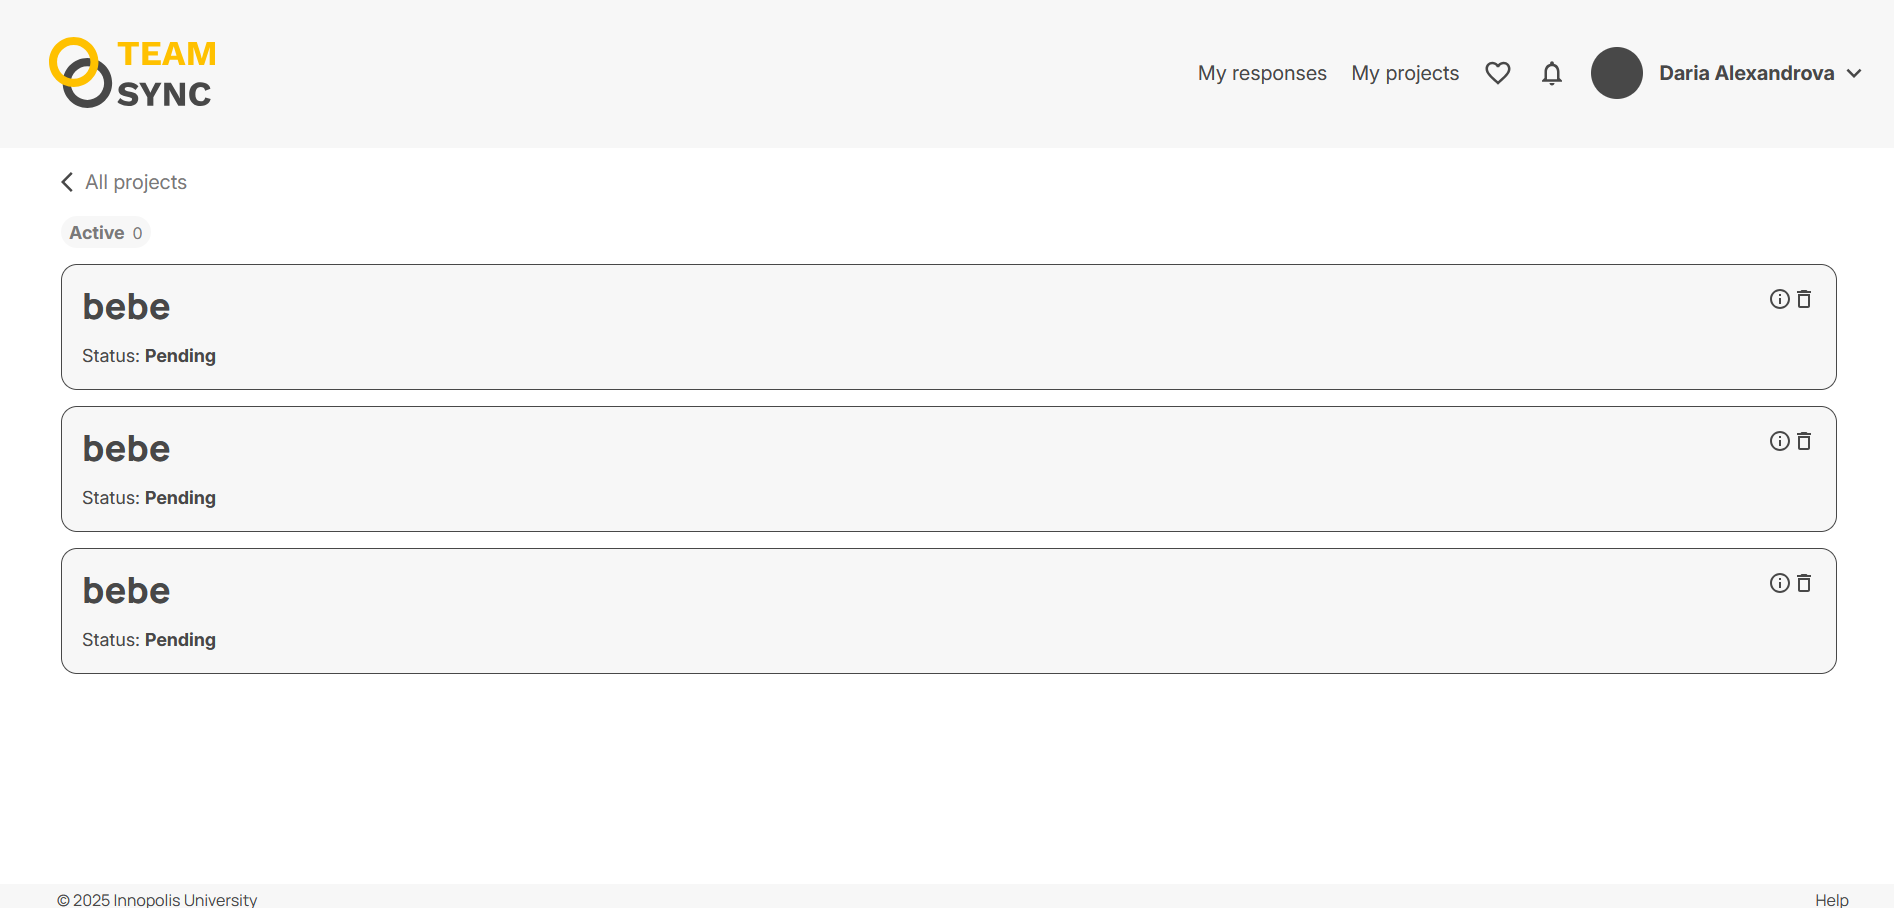 TEAM
SYNC
My responses My projects Daria Alexandrova
All projects
Active 0
bebe
Status: Pending
bebe
Status: Pending
bebe
Status: Pending
© 2025 Innopolis University Help